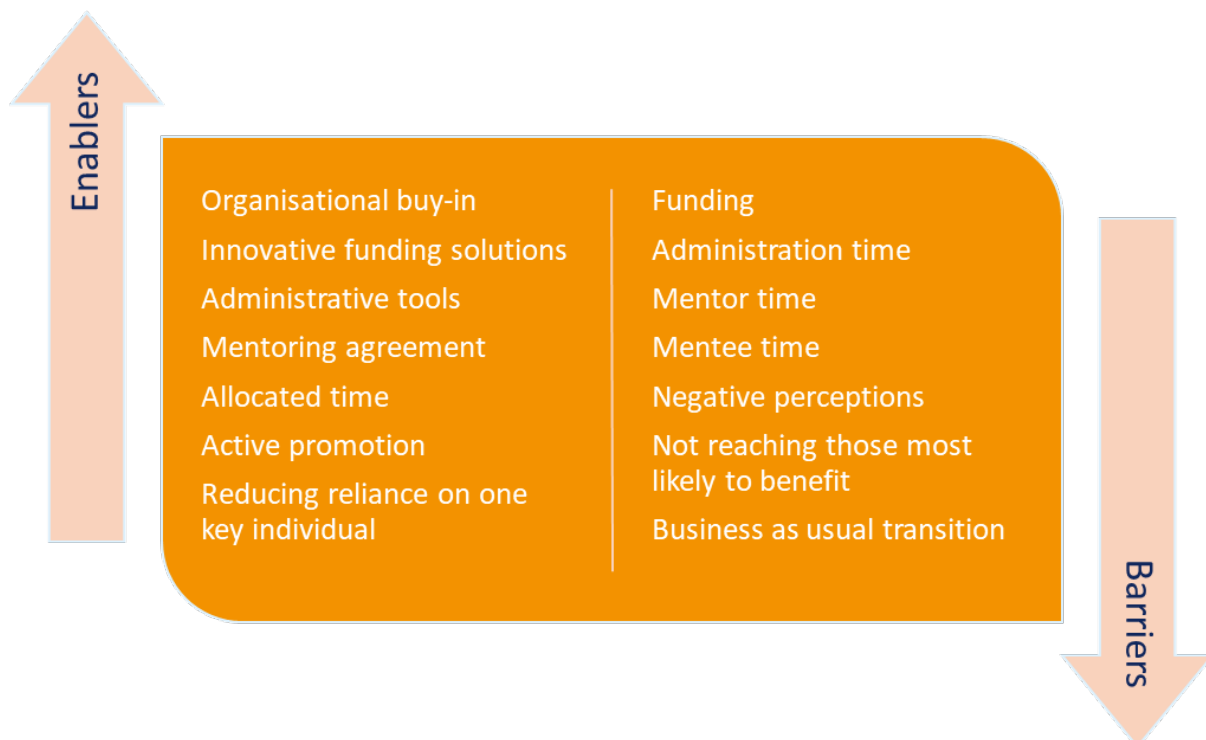 Enablers
Organisational buy-in
Innovative funding solutions
Administrative tools
Mentoring agreement
Allocated time
Active promotion
Reducing reliance on one
key individual
Funding
Administration time
Mentor time
Mentee time
Negative perceptions
Not reaching those most
likely to benefit
Business as usual transition
Barriers